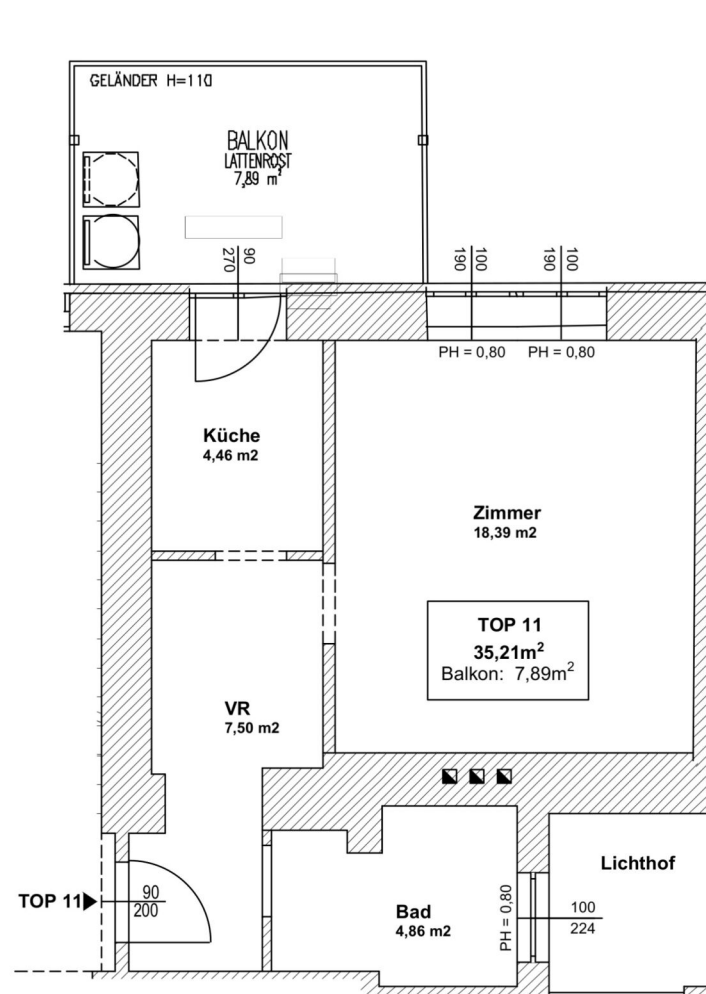 GELÄNDER H=110
BALKON
LATTENROST
7,89 m²
90
270
100
190
100
190
PH = 0,80
PH = 0,80
Küche
4,46 m2
Zimmer
18,39 m2
TOP 11
35,21m²
Balkon: 7,89m²
VR
7,50 m2
Lichthof
TOP 11
90
200
Bad
4,86 m2
PH = 0,80
100
224